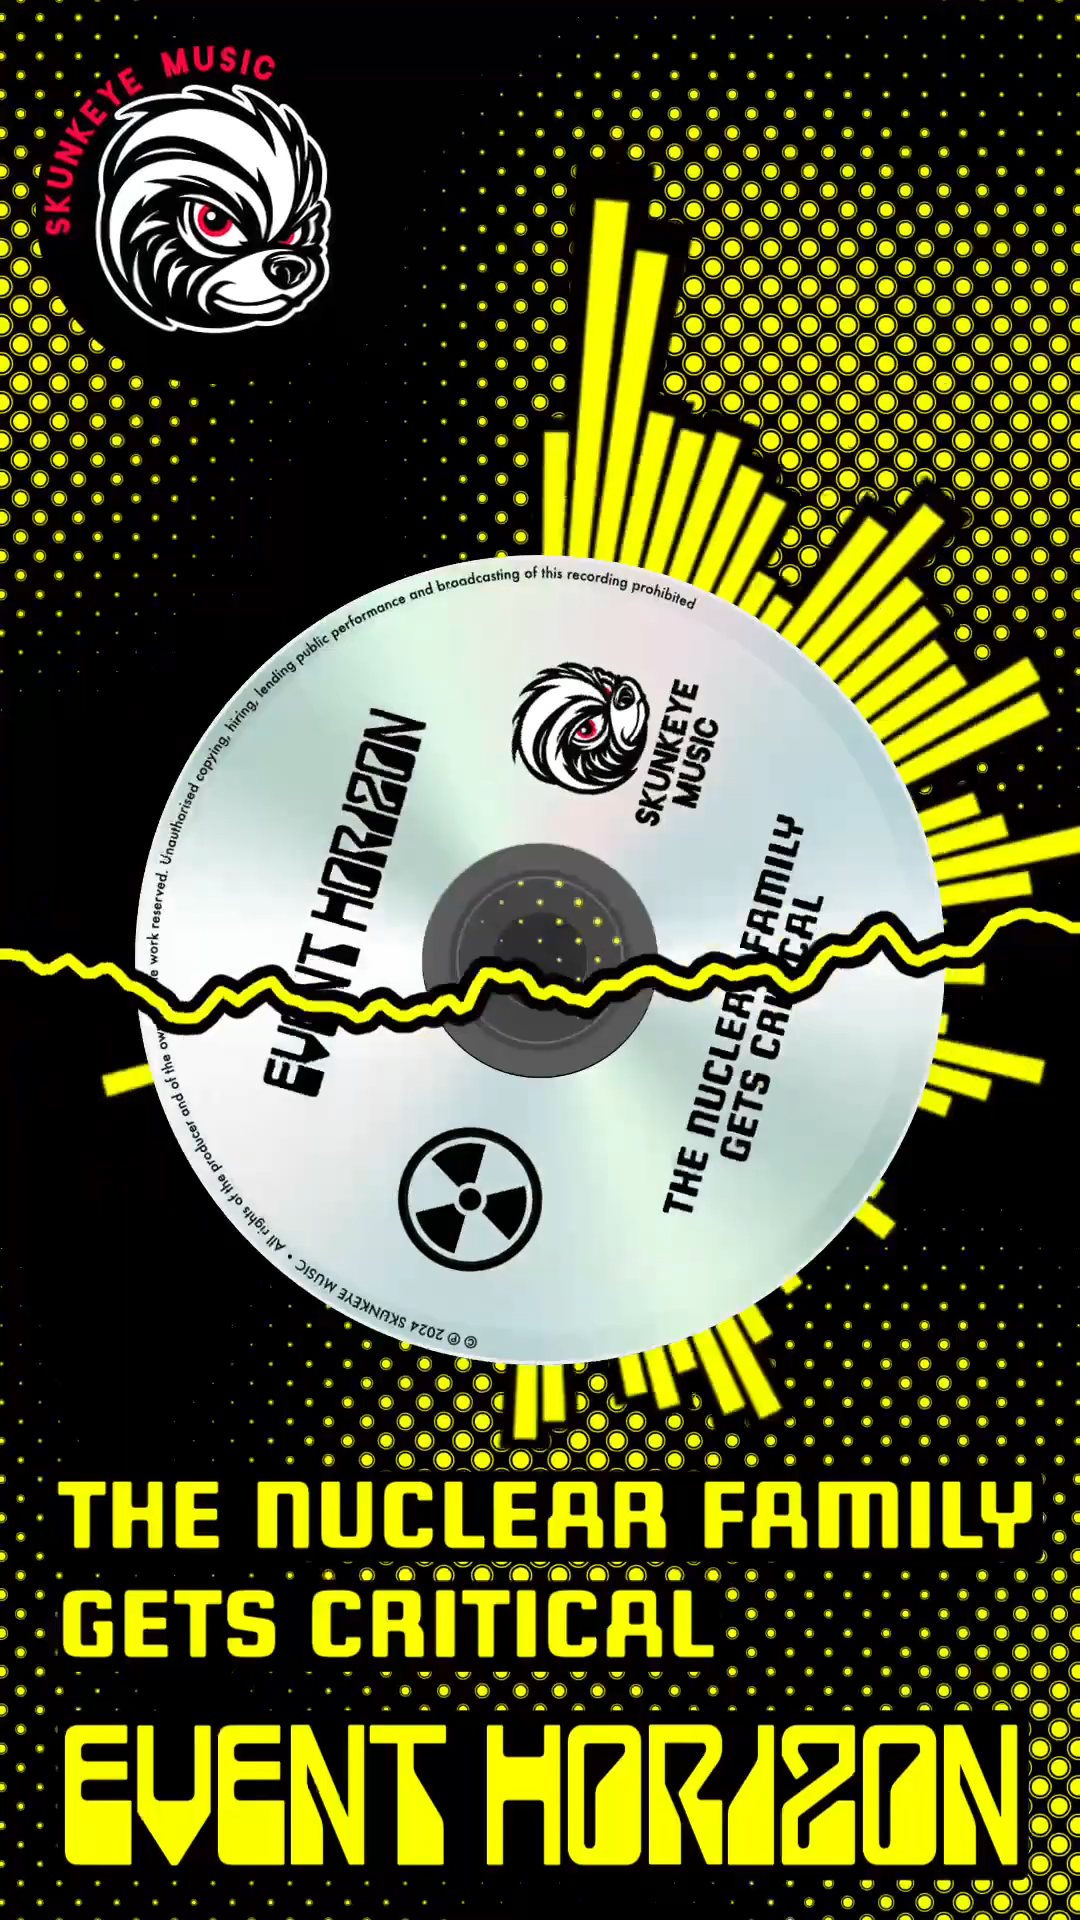 SKUNKEYE MUSIC
© ℗ 2024 SKUNKEYE MUSIC • All rights of the producer and of the ow e work reserved. Unauthorised copying, hiring, lending public performance and broadcasting of this recording prohibited
EVENT HORIZON
SKUNKEYE
MUSIC
THE NUCLEAR FAMILY
GETS CRITICAL
THE NUCLEAR FAMILY
GETS CRITICAL
EVENT HORIZON